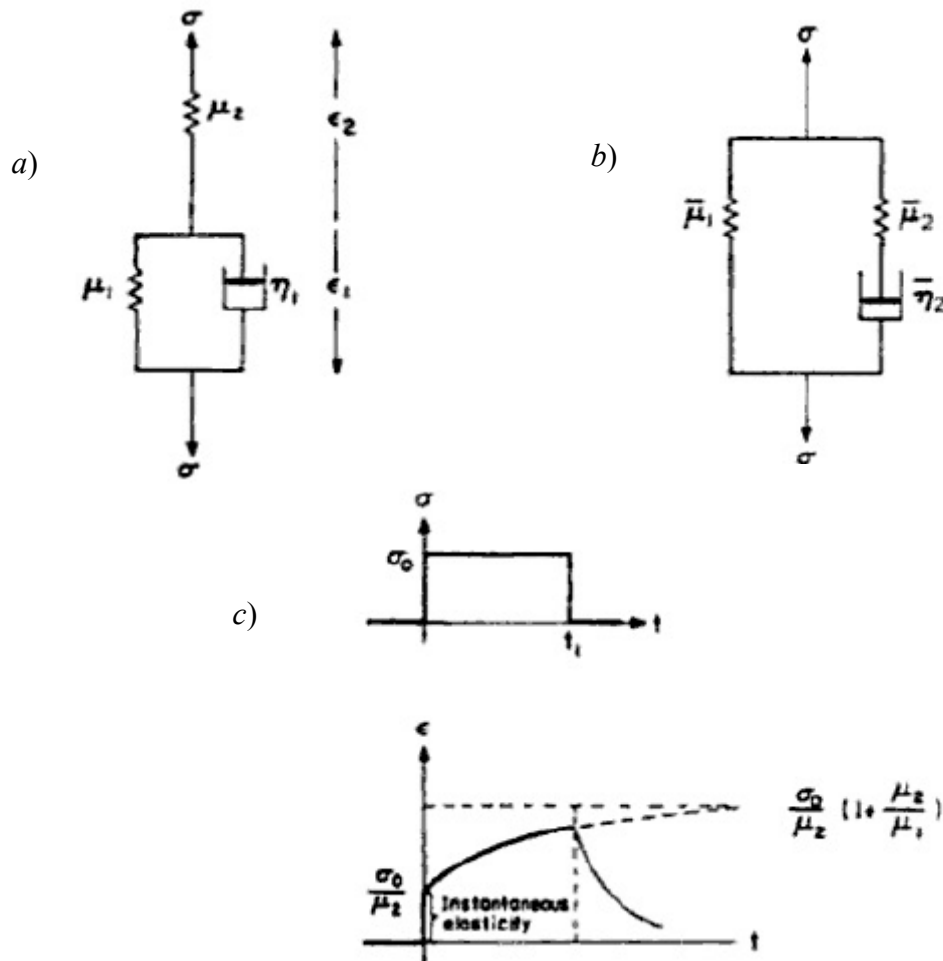 a)
σ
μ₂
ϵ₂
μ₁
η₁
ϵ₁
σ
b)
σ
μ̄₁
μ̄₂
η̄₂
σ
c)
σ
σ₀
t₁
t
ϵ
σ₀/μ₂ (1+ μ₂/μ₁)
σ₀/μ₂
Instantaneous
elasticity
t